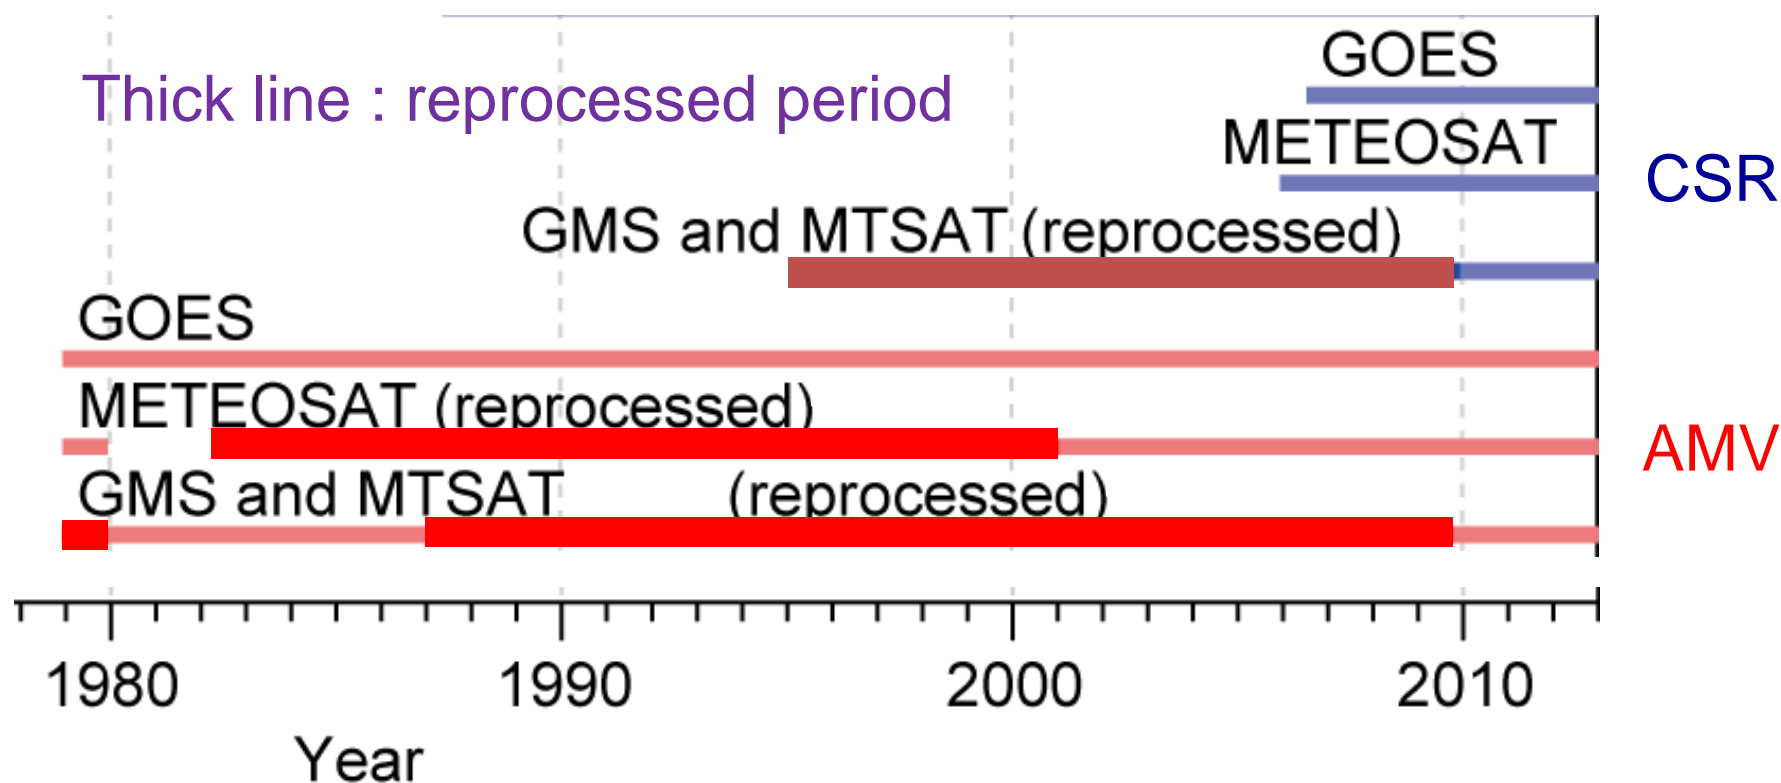 GOES
Thick line : reprocessed period
METEOSAT
CSR
GMS and MTSAT (reprocessed)
GOES
METEOSAT (reprocessed)
AMV
GMS and MTSAT (reprocessed)
1980 1990 2000 2010
Year